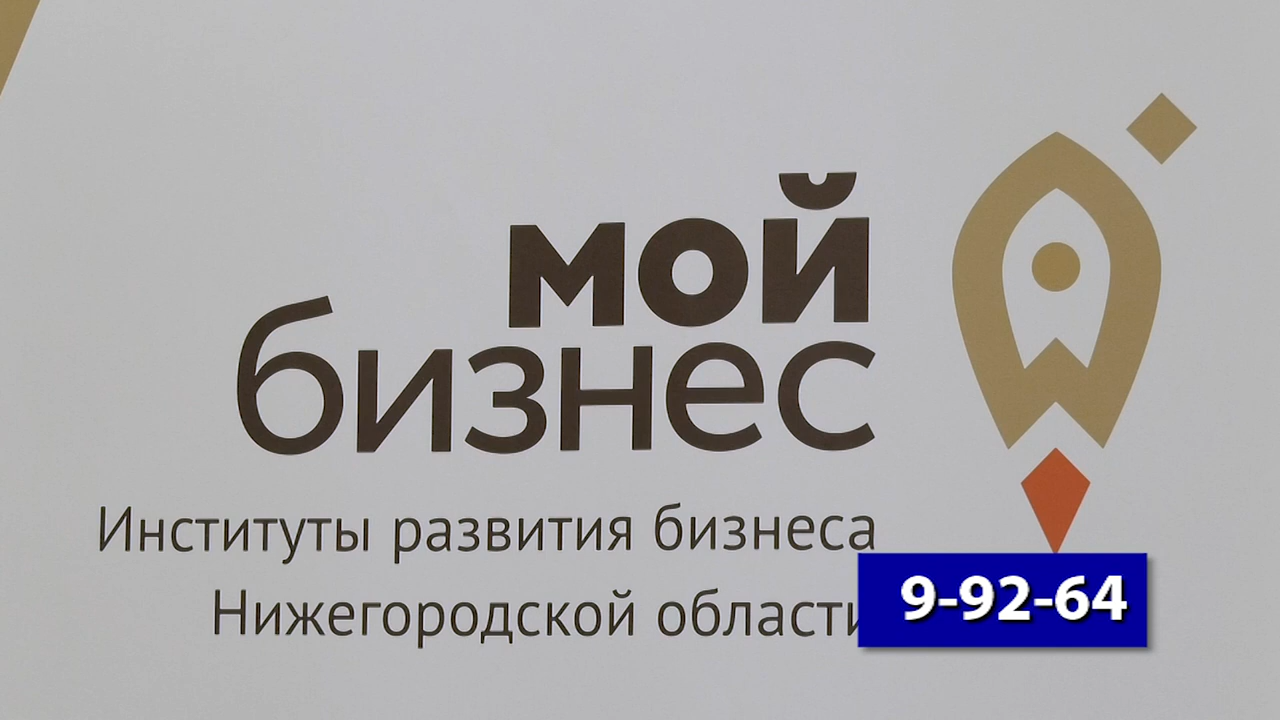 мой
бизнес
Институты развития бизнеса
Нижегородской области
9-92-64